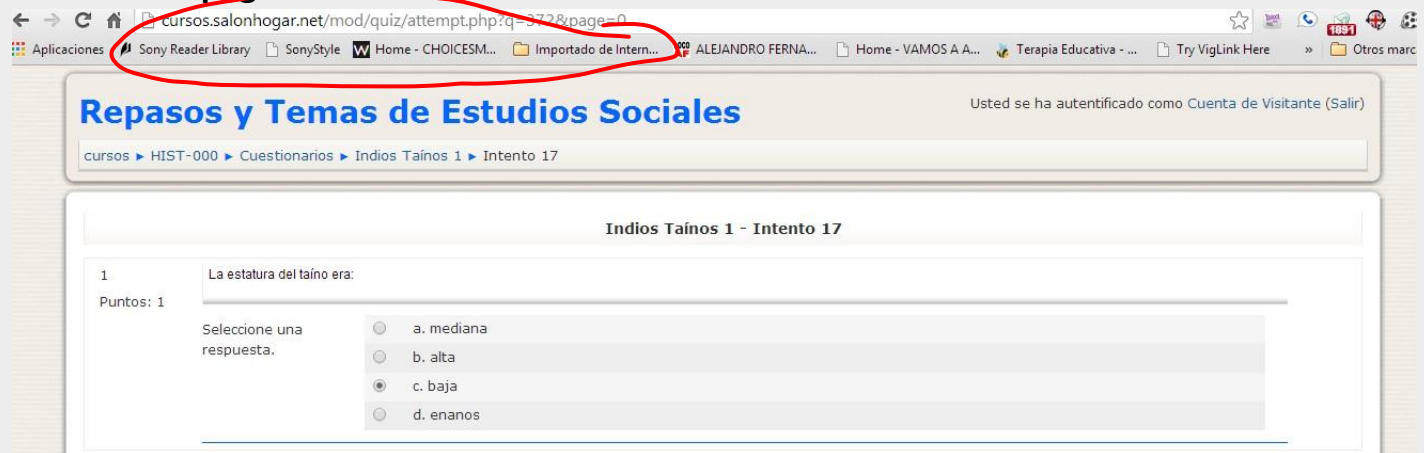 cursos.salonhogar.net/mod/quiz/attempt.php?q=372&page=0
Aplicaciones Sony Reader Library SonyStyle Home - CHOICESM... Importado de Intern... ALEJANDRO FERNA... Home - VAMOS A A... Terapia Educativa - ... Try VigLink Here » Otros marc
1891
Repasos y Temas de Estudios Sociales
Usted se ha autentificado como Cuenta de Visitante (Salir)
cursos ► HIST-000 ► Cuestionarios ► Indios Taínos 1 ► Intento 17
Indios Taínos 1 - Intento 17
1
La estatura del taíno era:
Puntos: 1
Seleccione una
respuesta.
a. mediana
b. alta
c. baja
d. enanos